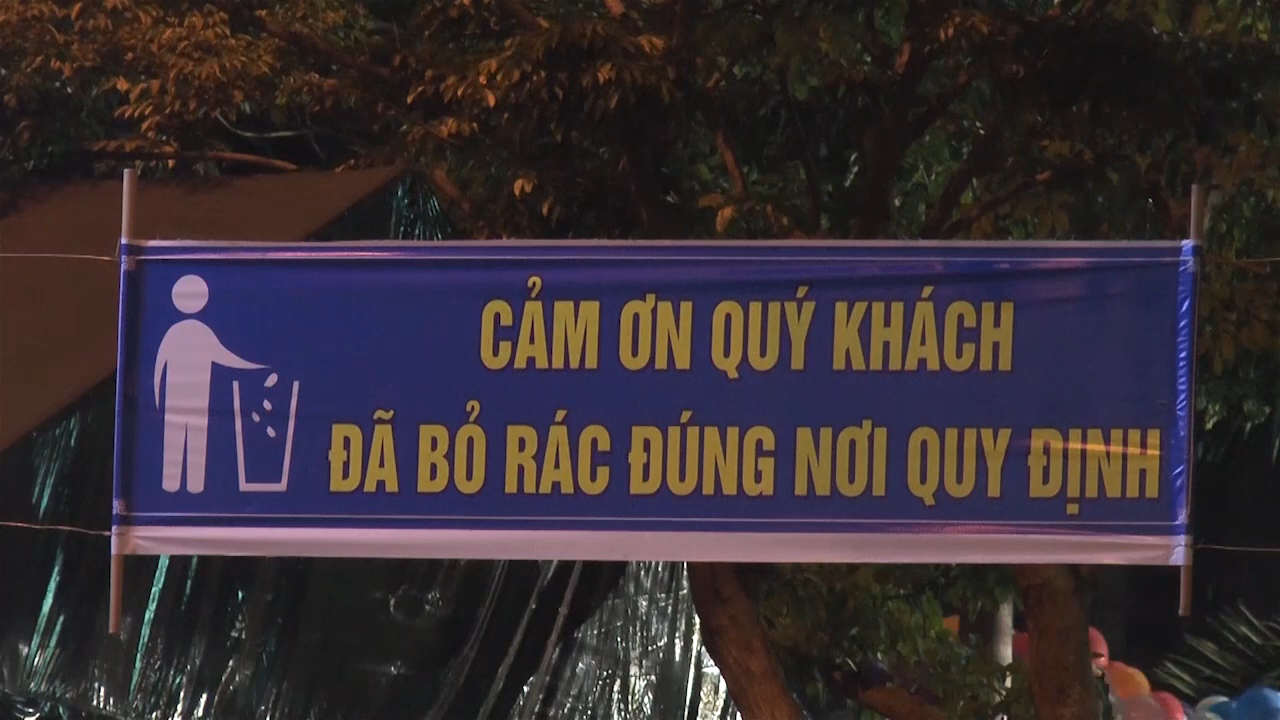 CẢM ƠN QUÝ KHÁCH
ĐÃ BỎ RÁC ĐÚNG NƠI QUY ĐỊNH